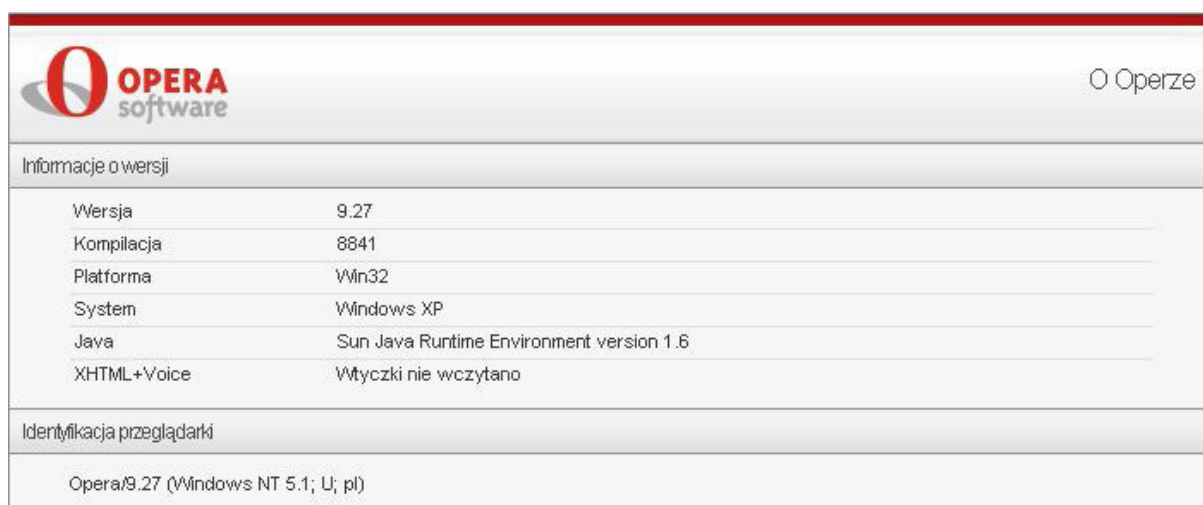 OPERA
software
O Operze
Informacje o wersji
Wersja 9.27
Kompilacja 8841
Platforma Win32
System Windows XP
Java Sun Java Runtime Environment version 1.6
XHTML+Voice Wtyczki nie wczytano
Identyfikacja przeglądarki
Opera/9.27 (Windows NT 5.1; U; pl)